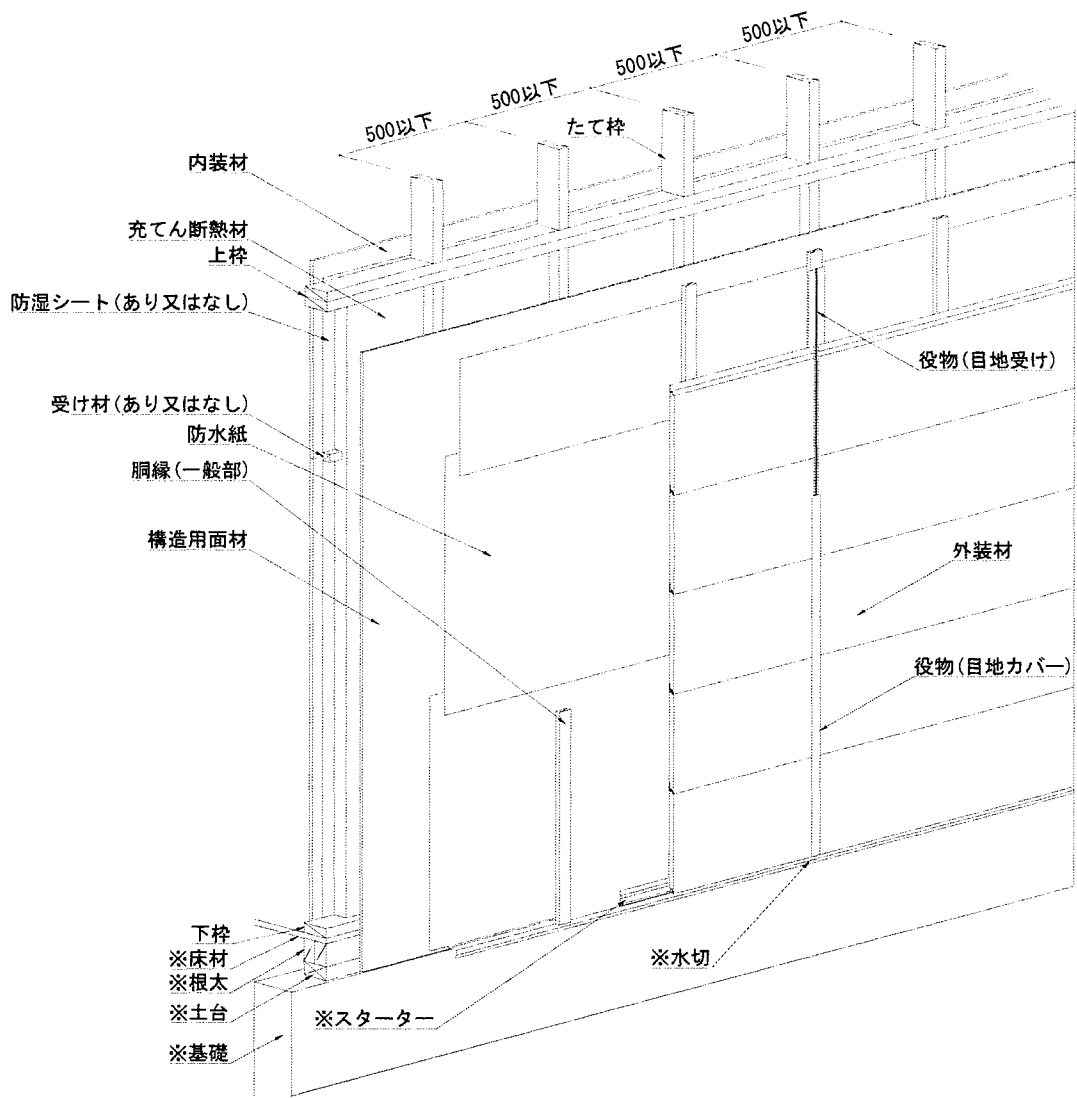 500以下
500以下
500以下
500以下
たて枠
内装材
充てん断熱材
上枠
防湿シート(あり又はなし)
役物(目地受け)
受け材(あり又はなし)
防水紙
胴縁(一般部)
構造用面材
外装材
役物(目地カバー)
下枠
※床材
※水切
※根太
※土台
※スターター
※基礎